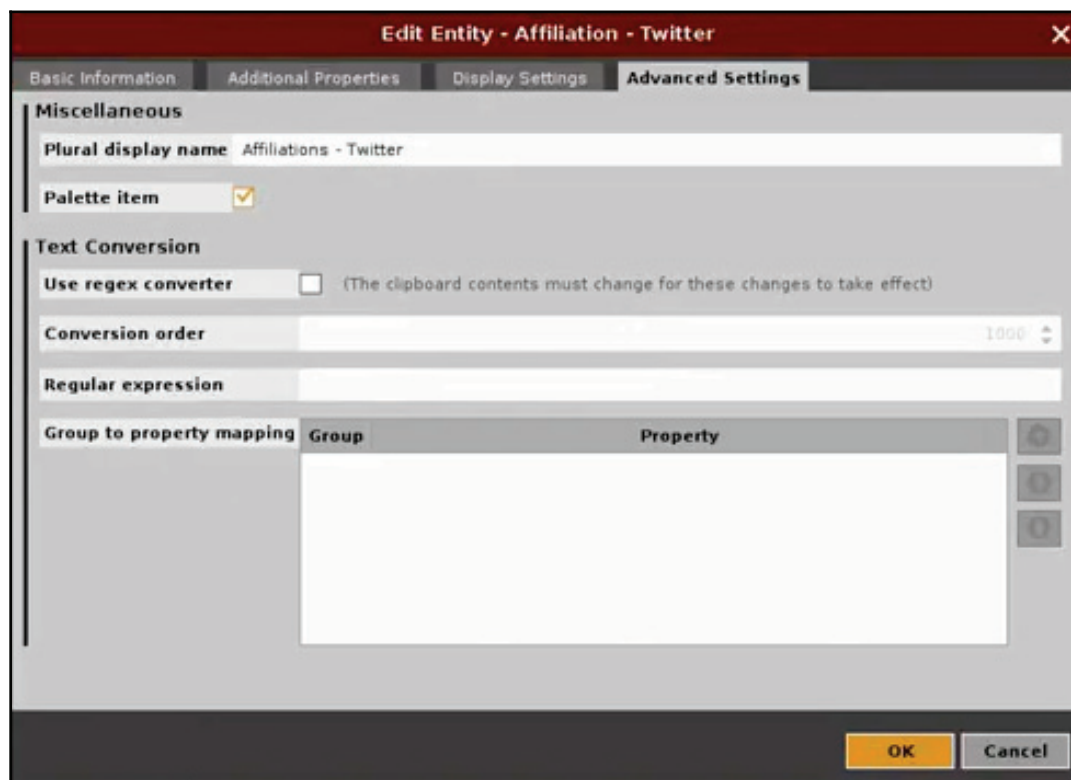 Edit Entity - Affiliation - Twitter
Basic Information Additional Properties Display Settings Advanced Settings
Miscellaneous
Plural display name Affiliations - Twitter
Palette item
Text Conversion
Use regex converter (The clipboard contents must change for these changes to take effect)
Conversion order 1000
Regular expression
Group to property mapping Group Property
OK Cancel